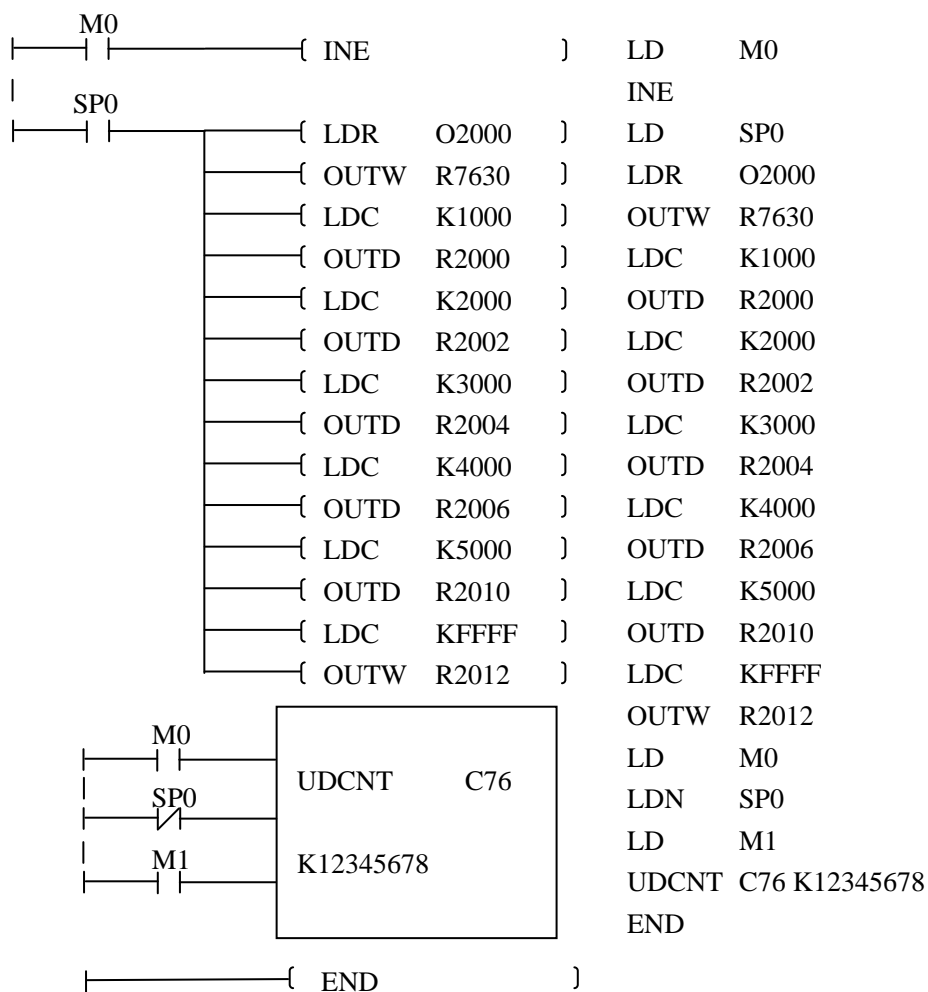 M0
INE LD M0
INE
SP0
LDR O2000 LD SP0
OUTW R7630 LDR O2000
LDC K1000 OUTW R7630
OUTD R2000 LDC K1000
LDC K2000 OUTD R2000
OUTD R2002 LDC K2000
LDC K3000 OUTD R2002
OUTD R2004 LDC K3000
LDC K4000 OUTD R2004
OUTD R2006 LDC K4000
LDC K5000 OUTD R2006
OUTD R2010 LDC K5000
LDC KFFFF OUTD R2010
OUTW R2012 LDC KFFFF
OUTW R2012
M0 LD M0
UDCNT C76
SP0 LDN SP0
M1 LD M1
K12345678
UDCNT C76 K12345678
END
END